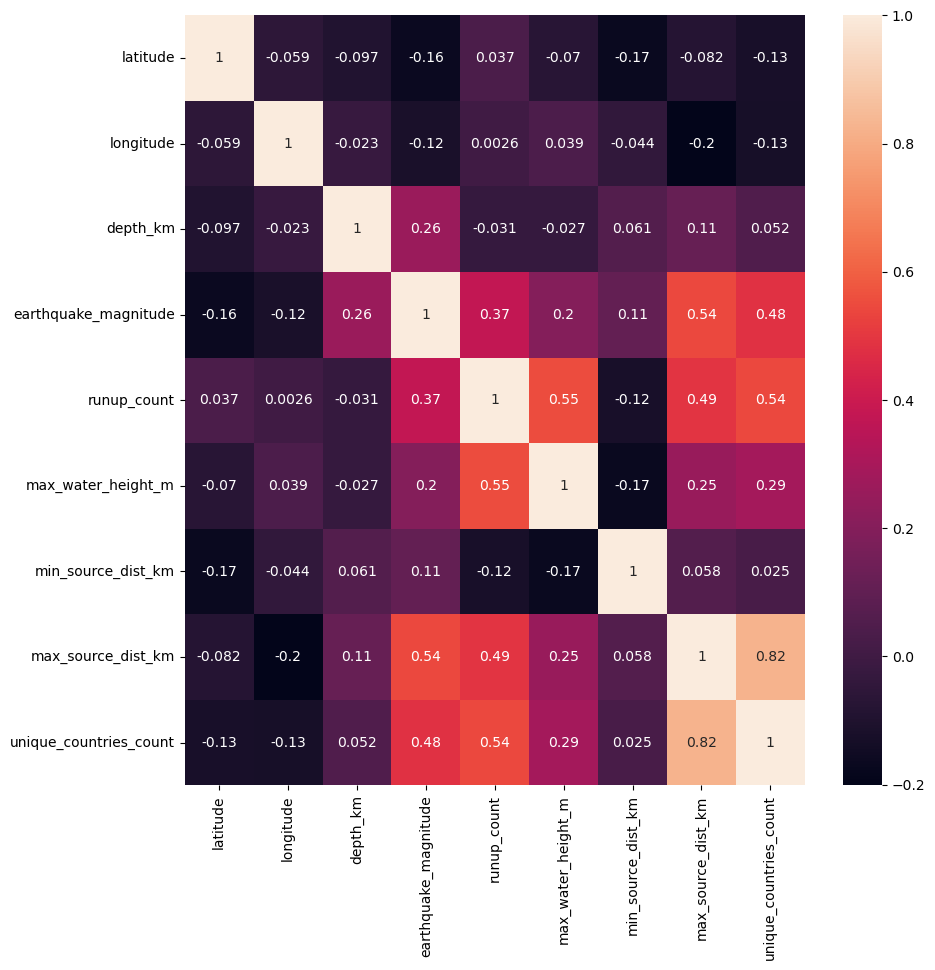 latitude 1 -0.059 -0.097 -0.16 0.037 -0.07 -0.17 -0.082 -0.13
longitude -0.059 1 -0.023 -0.12 0.0026 0.039 -0.044 -0.2 -0.13
depth_km -0.097 -0.023 1 0.26 -0.031 -0.027 0.061 0.11 0.052
earthquake_magnitude -0.16 -0.12 0.26 1 0.37 0.2 0.11 0.54 0.48
runup_count 0.037 0.0026 -0.031 0.37 1 0.55 -0.12 0.49 0.54
max_water_height_m -0.07 0.039 -0.027 0.2 0.55 1 -0.17 0.25 0.29
min_source_dist_km -0.17 -0.044 0.061 0.11 -0.12 -0.17 1 0.058 0.025
max_source_dist_km -0.082 -0.2 0.11 0.54 0.49 0.25 0.058 1 0.82
unique_countries_count -0.13 -0.13 0.052 0.48 0.54 0.29 0.025 0.82 1
latitude
longitude
depth_km
earthquake_magnitude
runup_count
max_water_height_m
min_source_dist_km
max_source_dist_km
unique_countries_count
1.0
0.8
0.6
0.4
0.2
0.0
−0.2